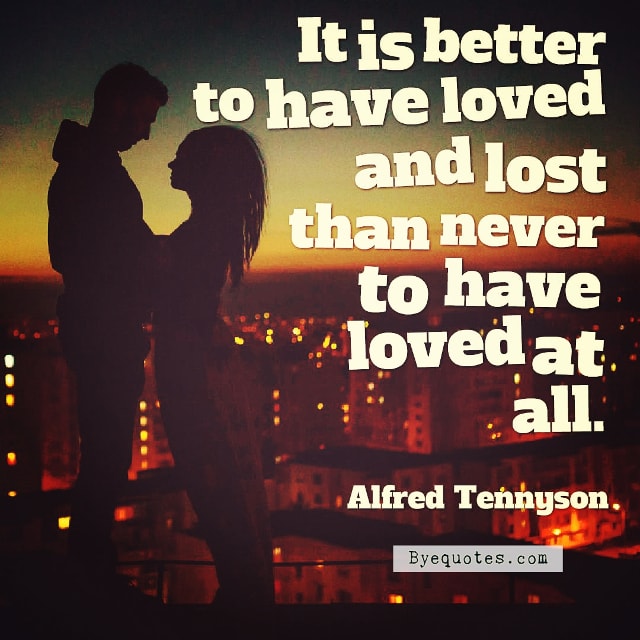 It is better
to have loved
and lost
than never
to have
loved at
all.
Alfred Tennyson
Byequotes.com